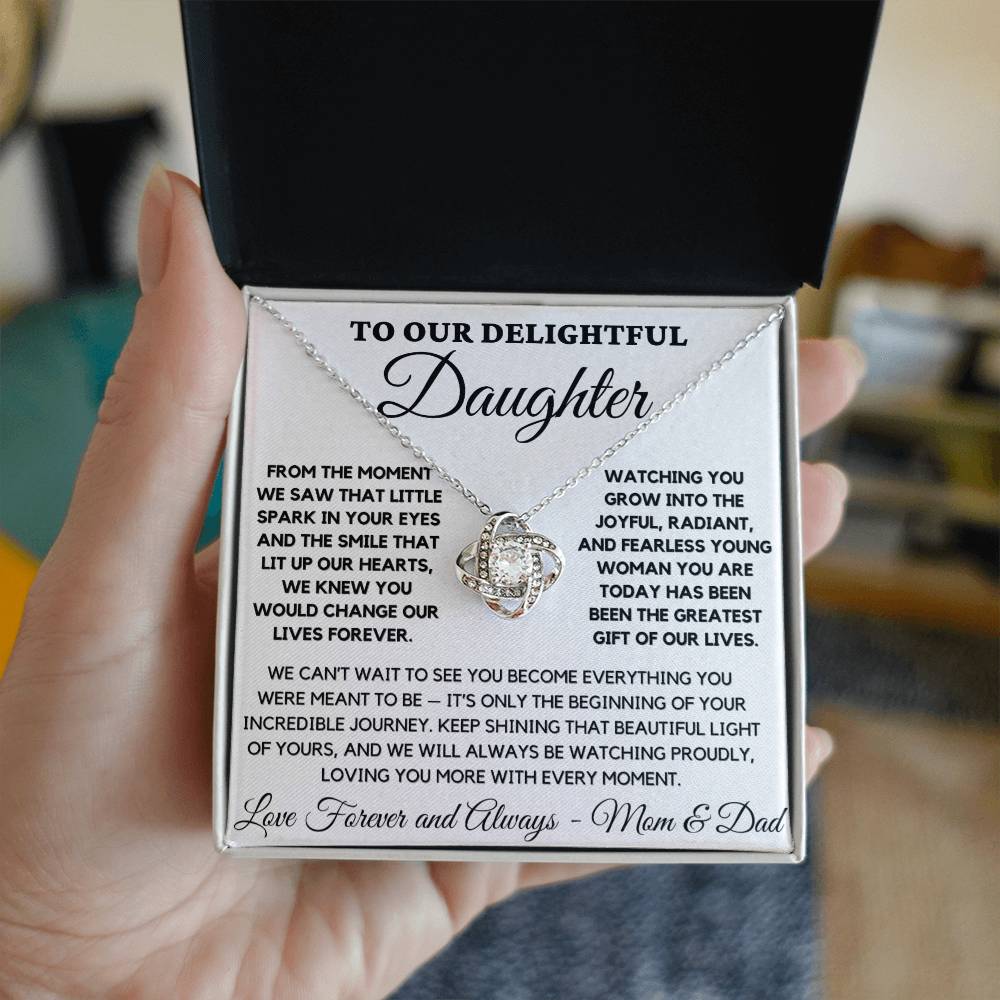 TO OUR DELIGHTFUL
Daughter
FROM THE MOMENT
WE SAW THAT LITTLE
SPARK IN YOUR EYES
AND THE SMILE THAT
LIT UP OUR HEARTS,
WE KNEW YOU
WOULD CHANGE OUR
LIVES FOREVER.
WATCHING YOU
GROW INTO THE
JOYFUL, RADIANT,
AND FEARLESS YOUNG
WOMAN YOU ARE
TODAY HAS BEEN
BEEN THE GREATEST
GIFT OF OUR LIVES.
WE CAN'T WAIT TO SEE YOU BECOME EVERYTHING YOU
WERE MEANT TO BE — IT'S ONLY THE BEGINNING OF YOUR
INCREDIBLE JOURNEY. KEEP SHINING THAT BEAUTIFUL LIGHT
OF YOURS, AND WE WILL ALWAYS BE WATCHING PROUDLY,
LOVING YOU MORE WITH EVERY MOMENT.
Love Forever and Always - Mom & Dad